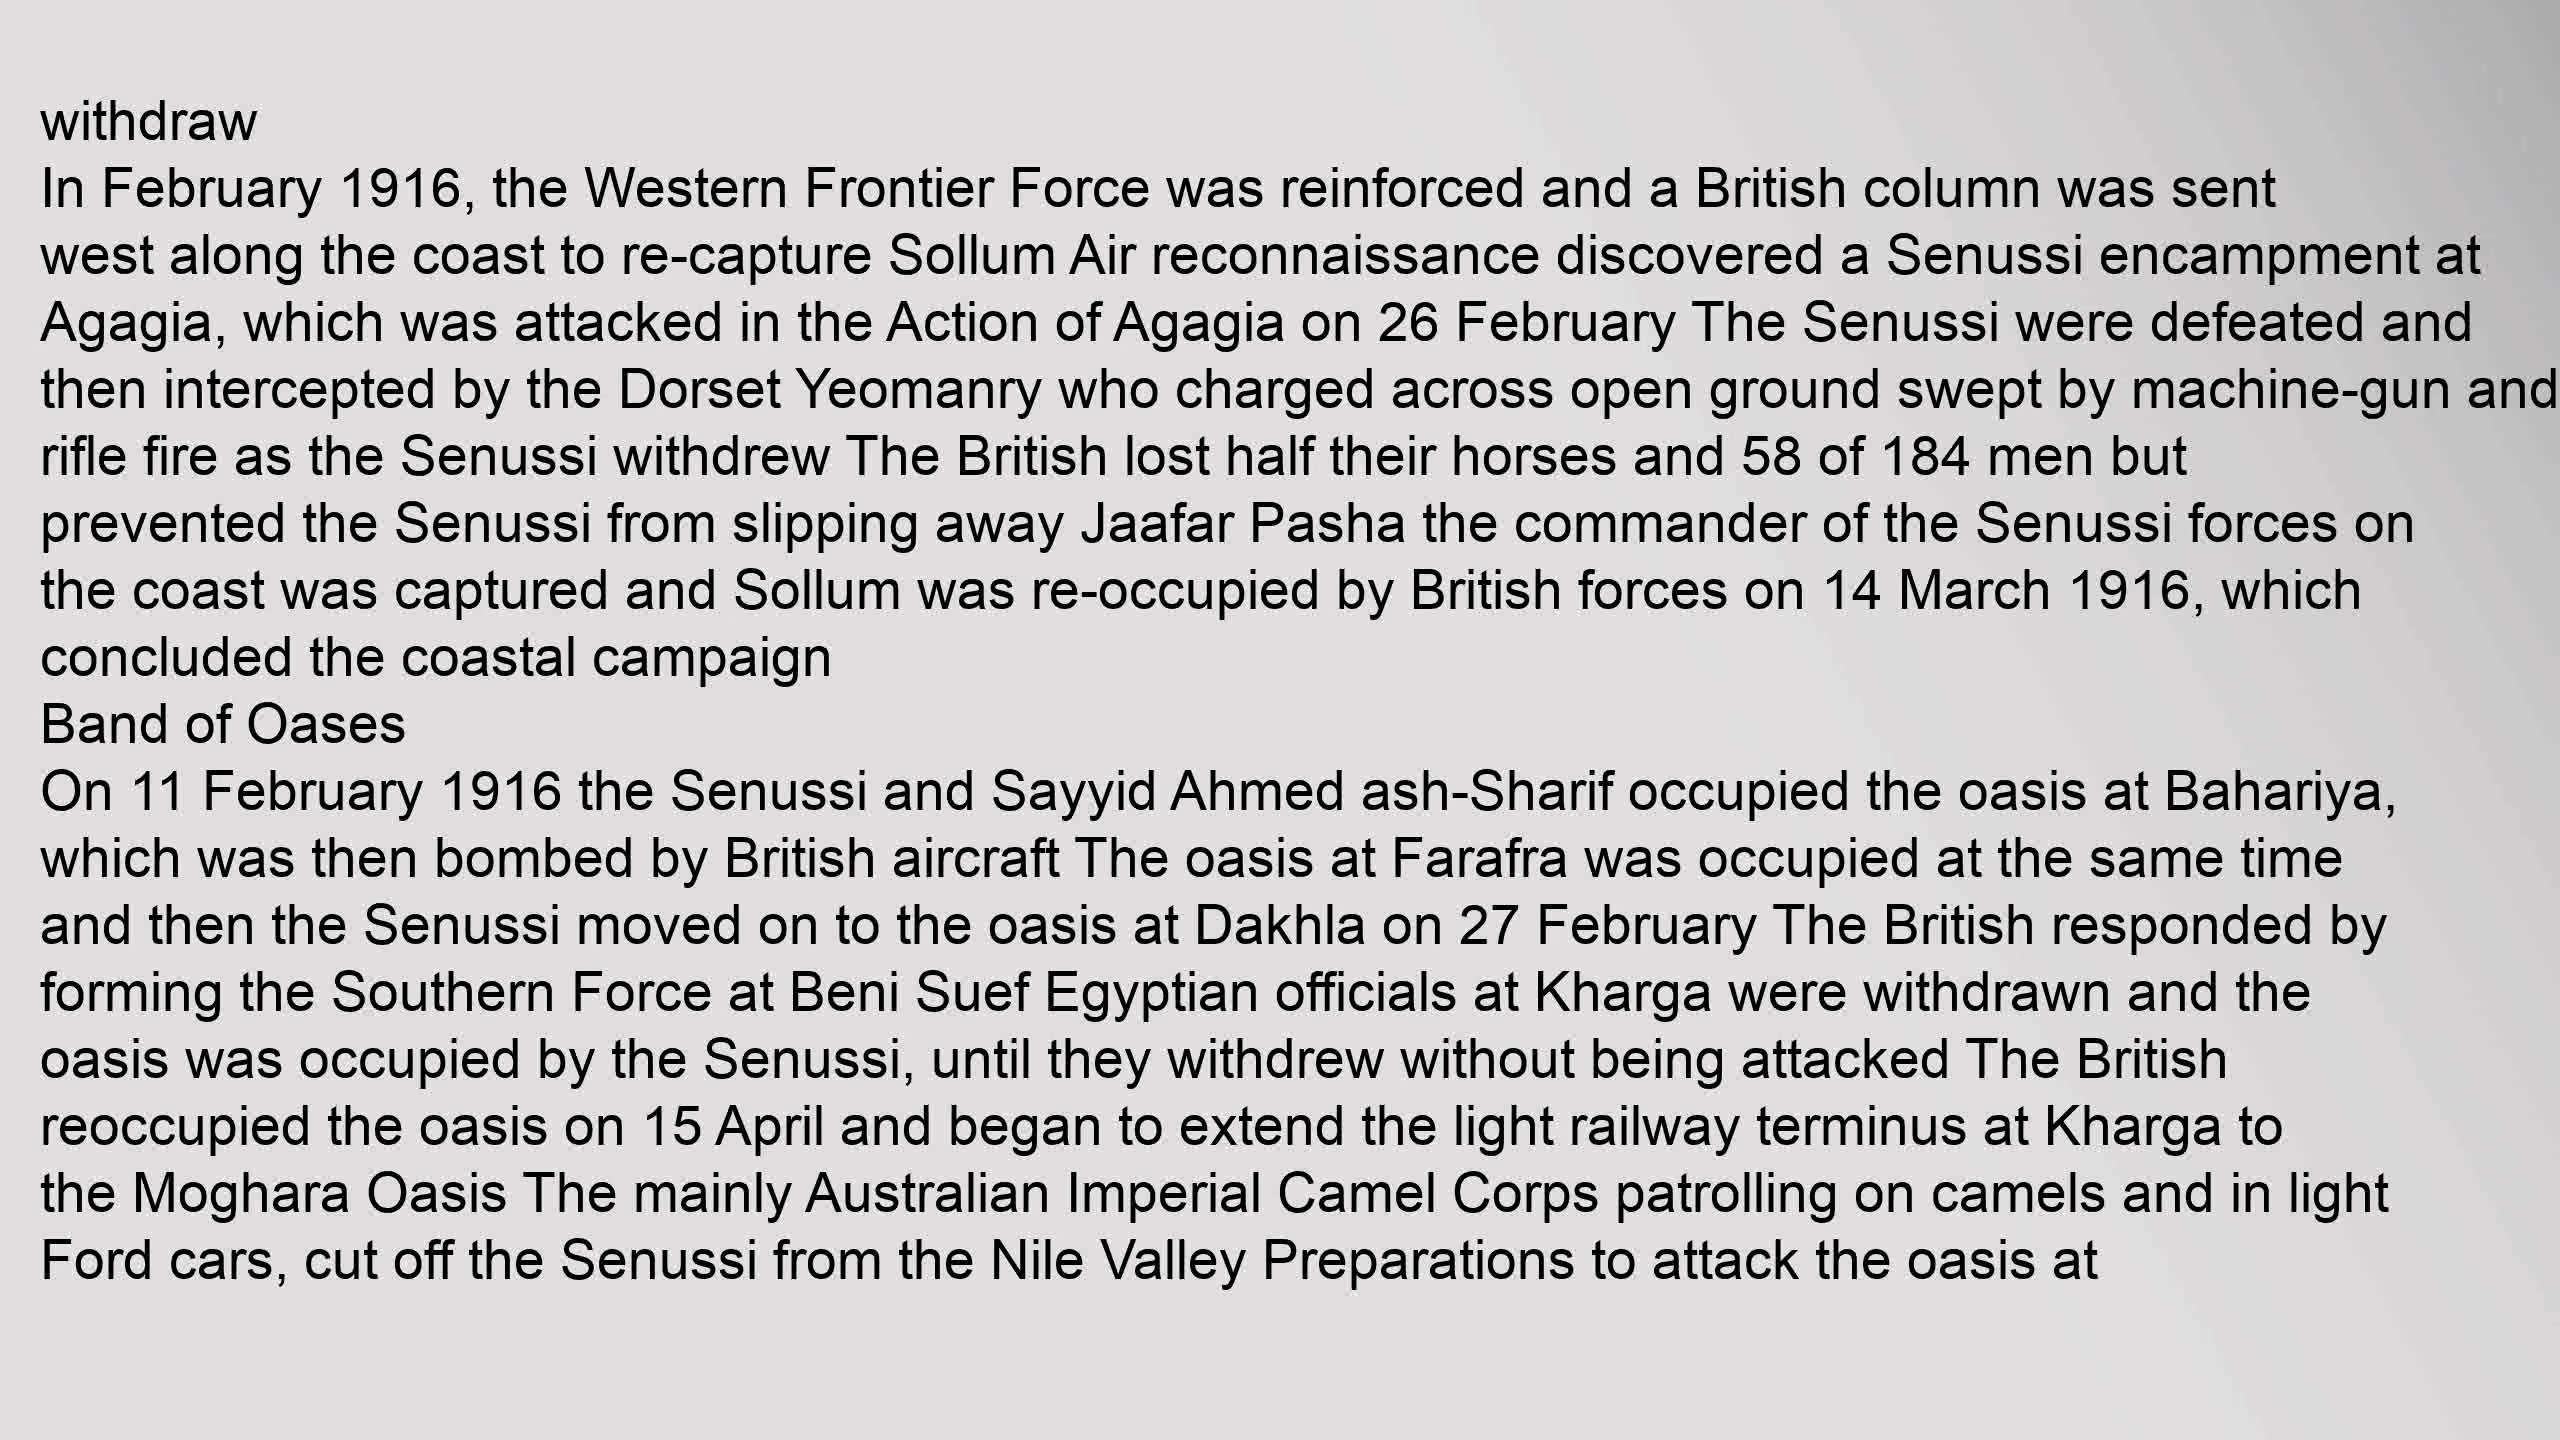 withdraw
In February 1916, the Western Frontier Force was reinforced and a British column was sent
west along the coast to re-capture Sollum Air reconnaissance discovered a Senussi encampment at
Agagia, which was attacked in the Action of Agagia on 26 February The Senussi were defeated and
then intercepted by the Dorset Yeomanry who charged across open ground swept by machine-gun and
rifle fire as the Senussi withdrew The British lost half their horses and 58 of 184 men but
prevented the Senussi from slipping away Jaafar Pasha the commander of the Senussi forces on
the coast was captured and Sollum was re-occupied by British forces on 14 March 1916, which
concluded the coastal campaign
Band of Oases
On 11 February 1916 the Senussi and Sayyid Ahmed ash-Sharif occupied the oasis at Bahariya,
which was then bombed by British aircraft The oasis at Farafra was occupied at the same time
and then the Senussi moved on to the oasis at Dakhla on 27 February The British responded by
forming the Southern Force at Beni Suef Egyptian officials at Kharga were withdrawn and the
oasis was occupied by the Senussi, until they withdrew without being attacked The British
reoccupied the oasis on 15 April and began to extend the light railway terminus at Kharga to
the Moghara Oasis The mainly Australian Imperial Camel Corps patrolling on camels and in light
Ford cars, cut off the Senussi from the Nile Valley Preparations to attack the oasis at